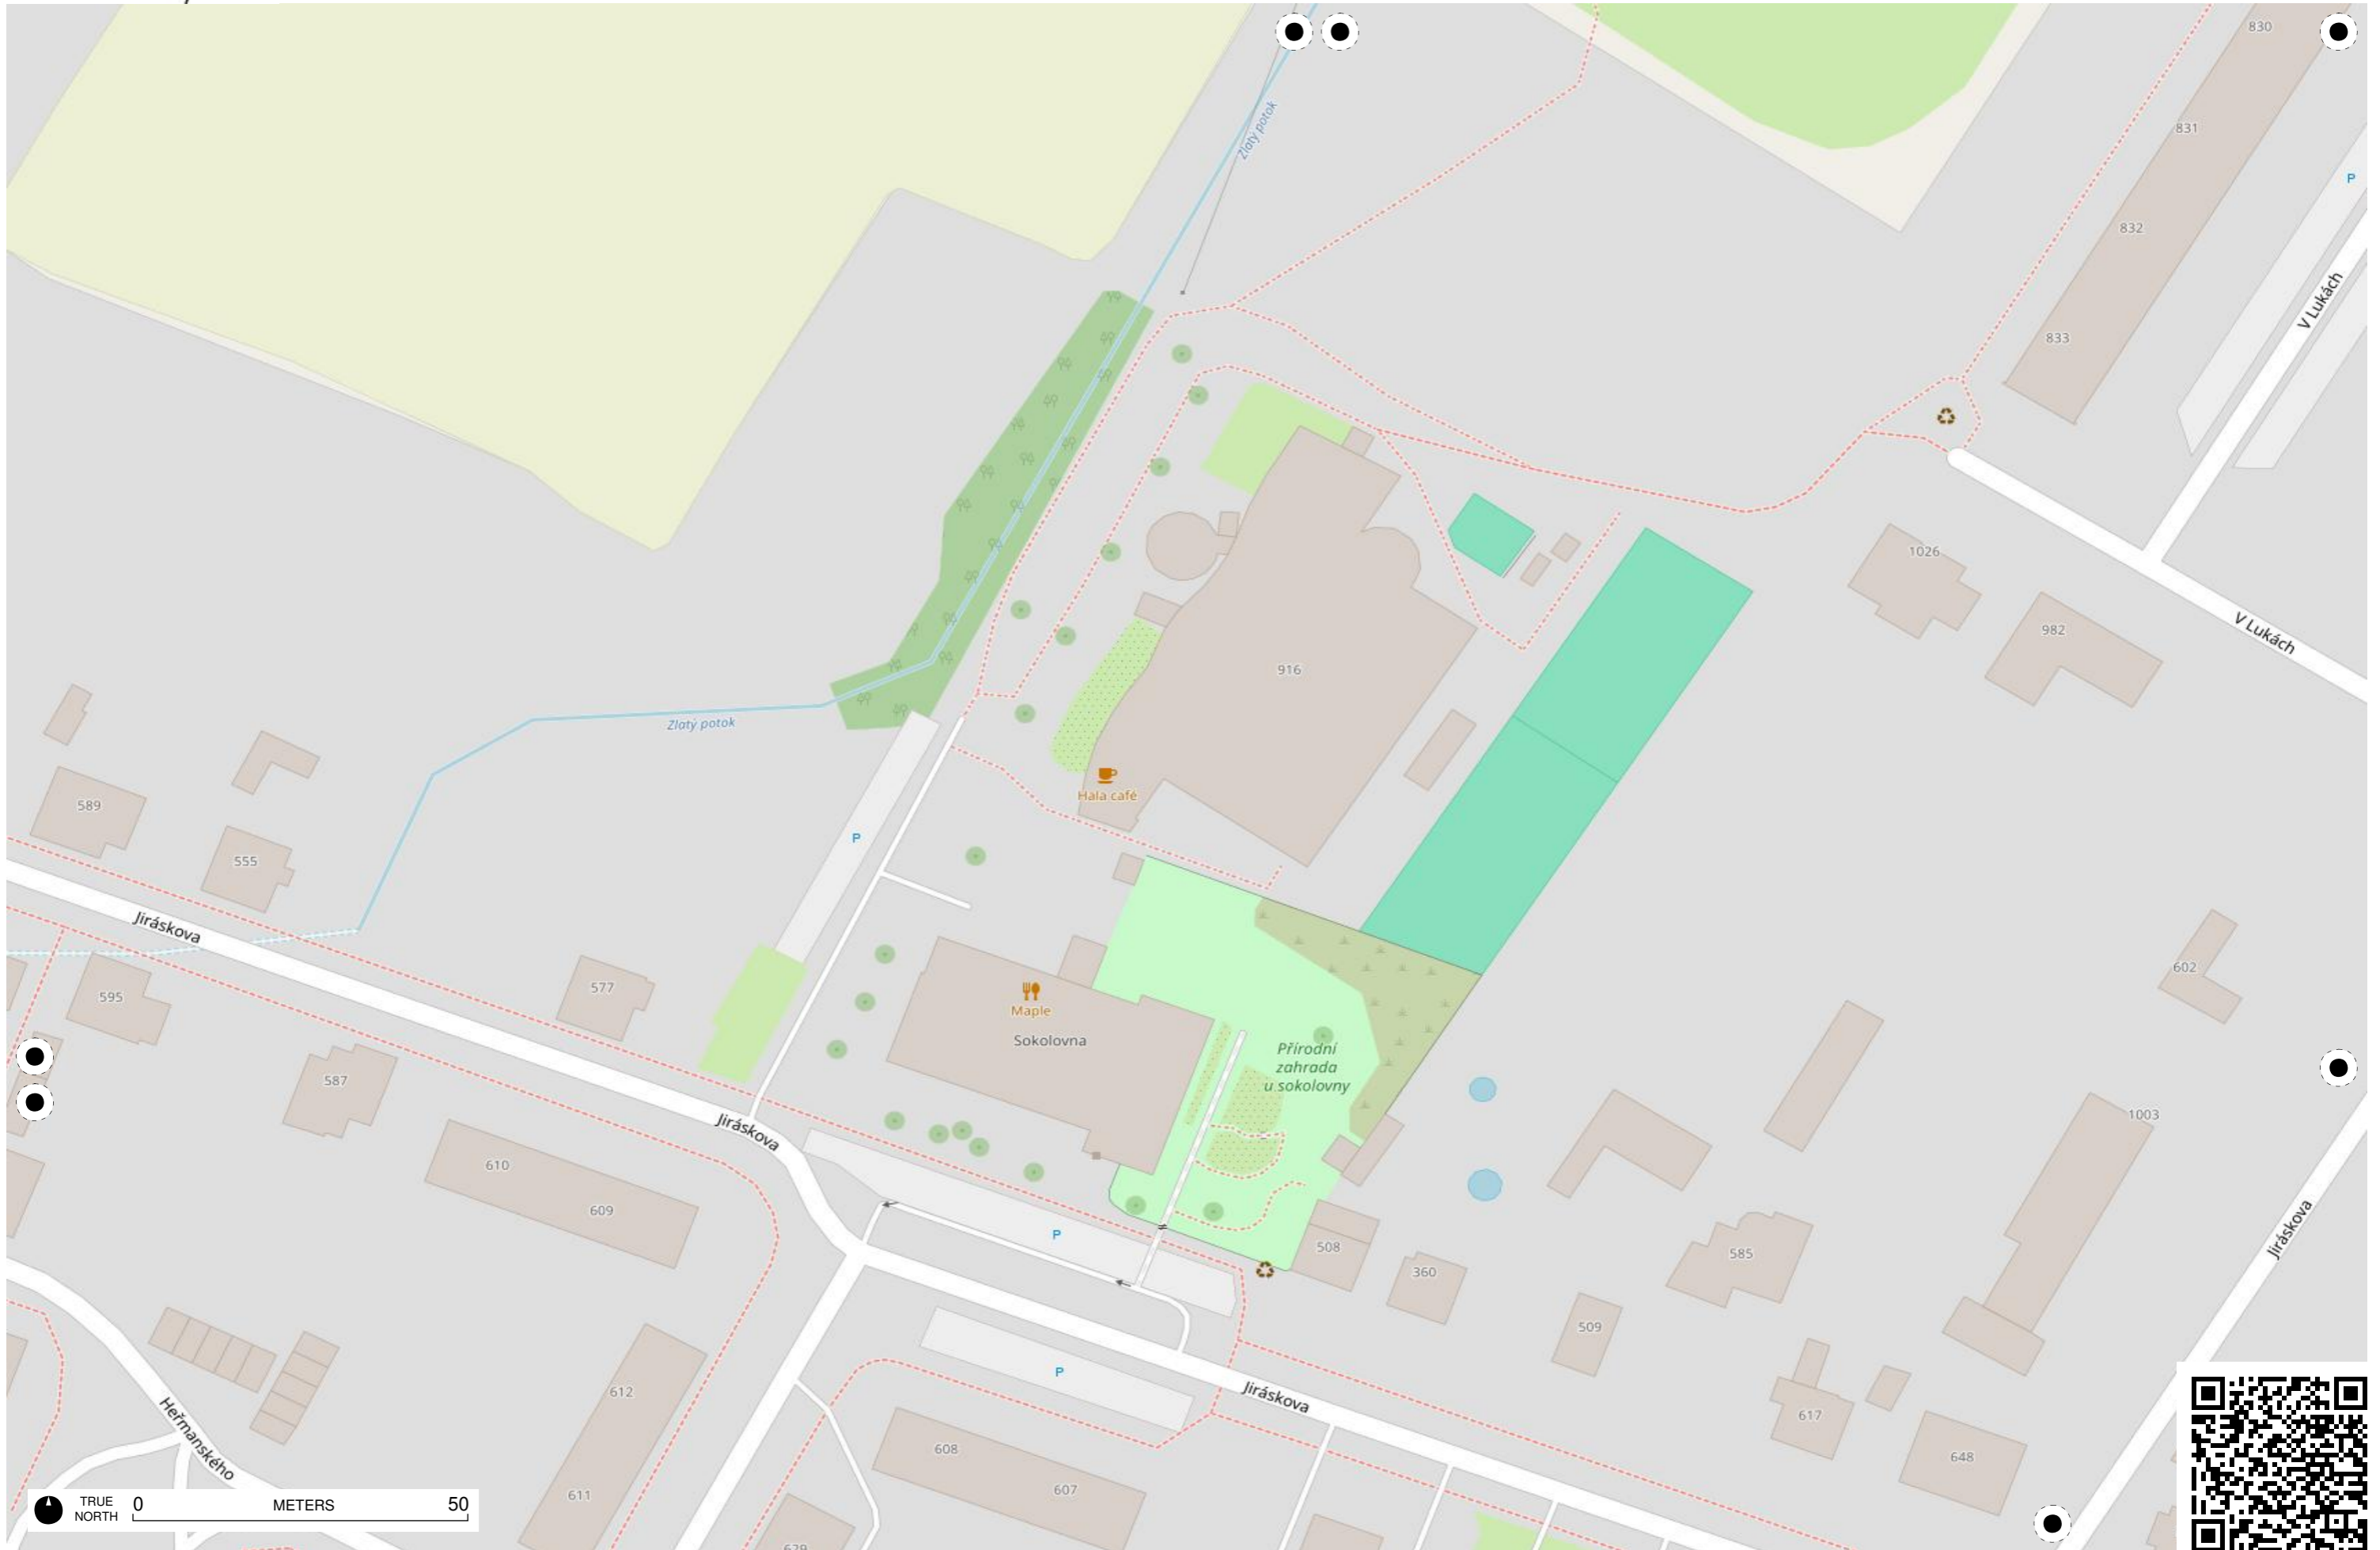 830
Zlatý potok
831
P
832
V Lukách
833
1026
982
V Lukách
916
Zlatý potok
Hala café
589
P
555
Jiráskova
602
577
595
Maple
Sokolovna
Přírodní
zahrada
u sokolovny
587
1003
Jiráskova
610
609
P
508
Jiráskova
585
360
509
P
612
Jiráskova
Heřmanského
617
608
648
607
611
TRUE
NORTH
0 METERS 50
629